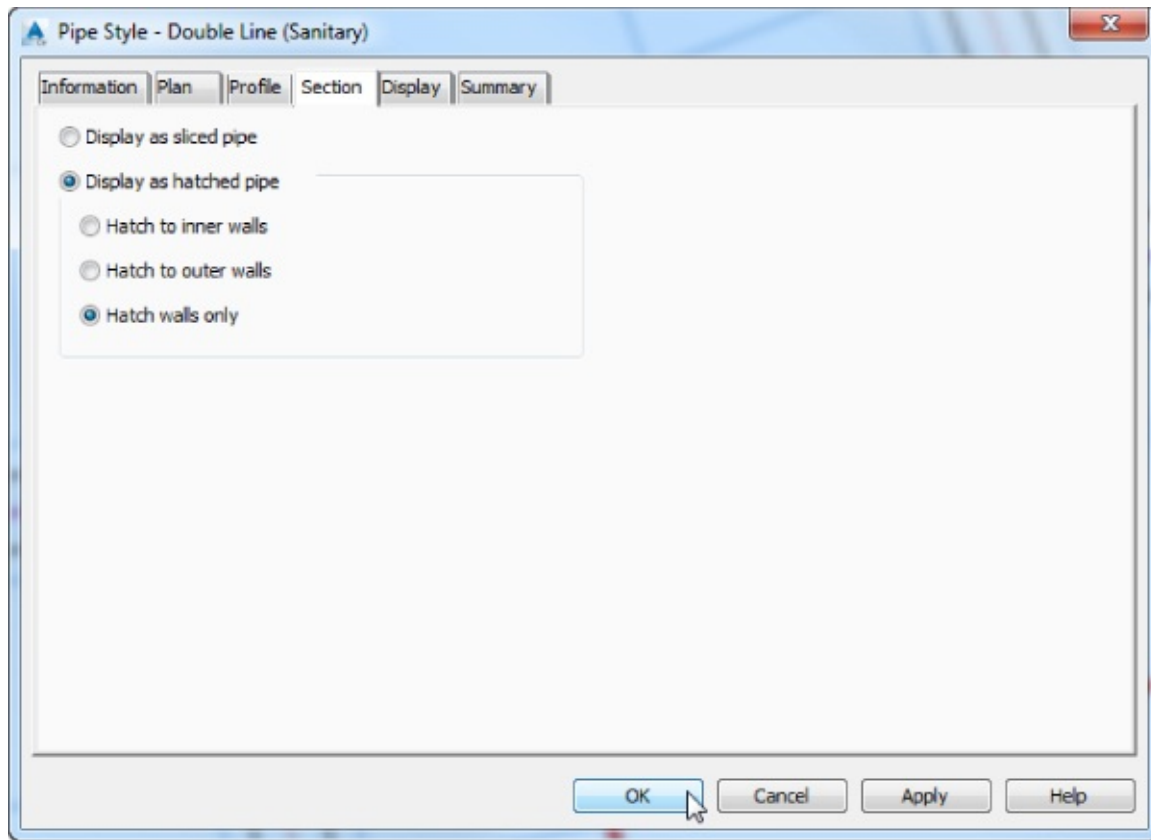 Pipe Style - Double Line (Sanitary)
Information Plan Profile Section Display Summary
Display as sliced pipe
Display as hatched pipe
Hatch to inner walls
Hatch to outer walls
Hatch walls only
OK Cancel Apply Help